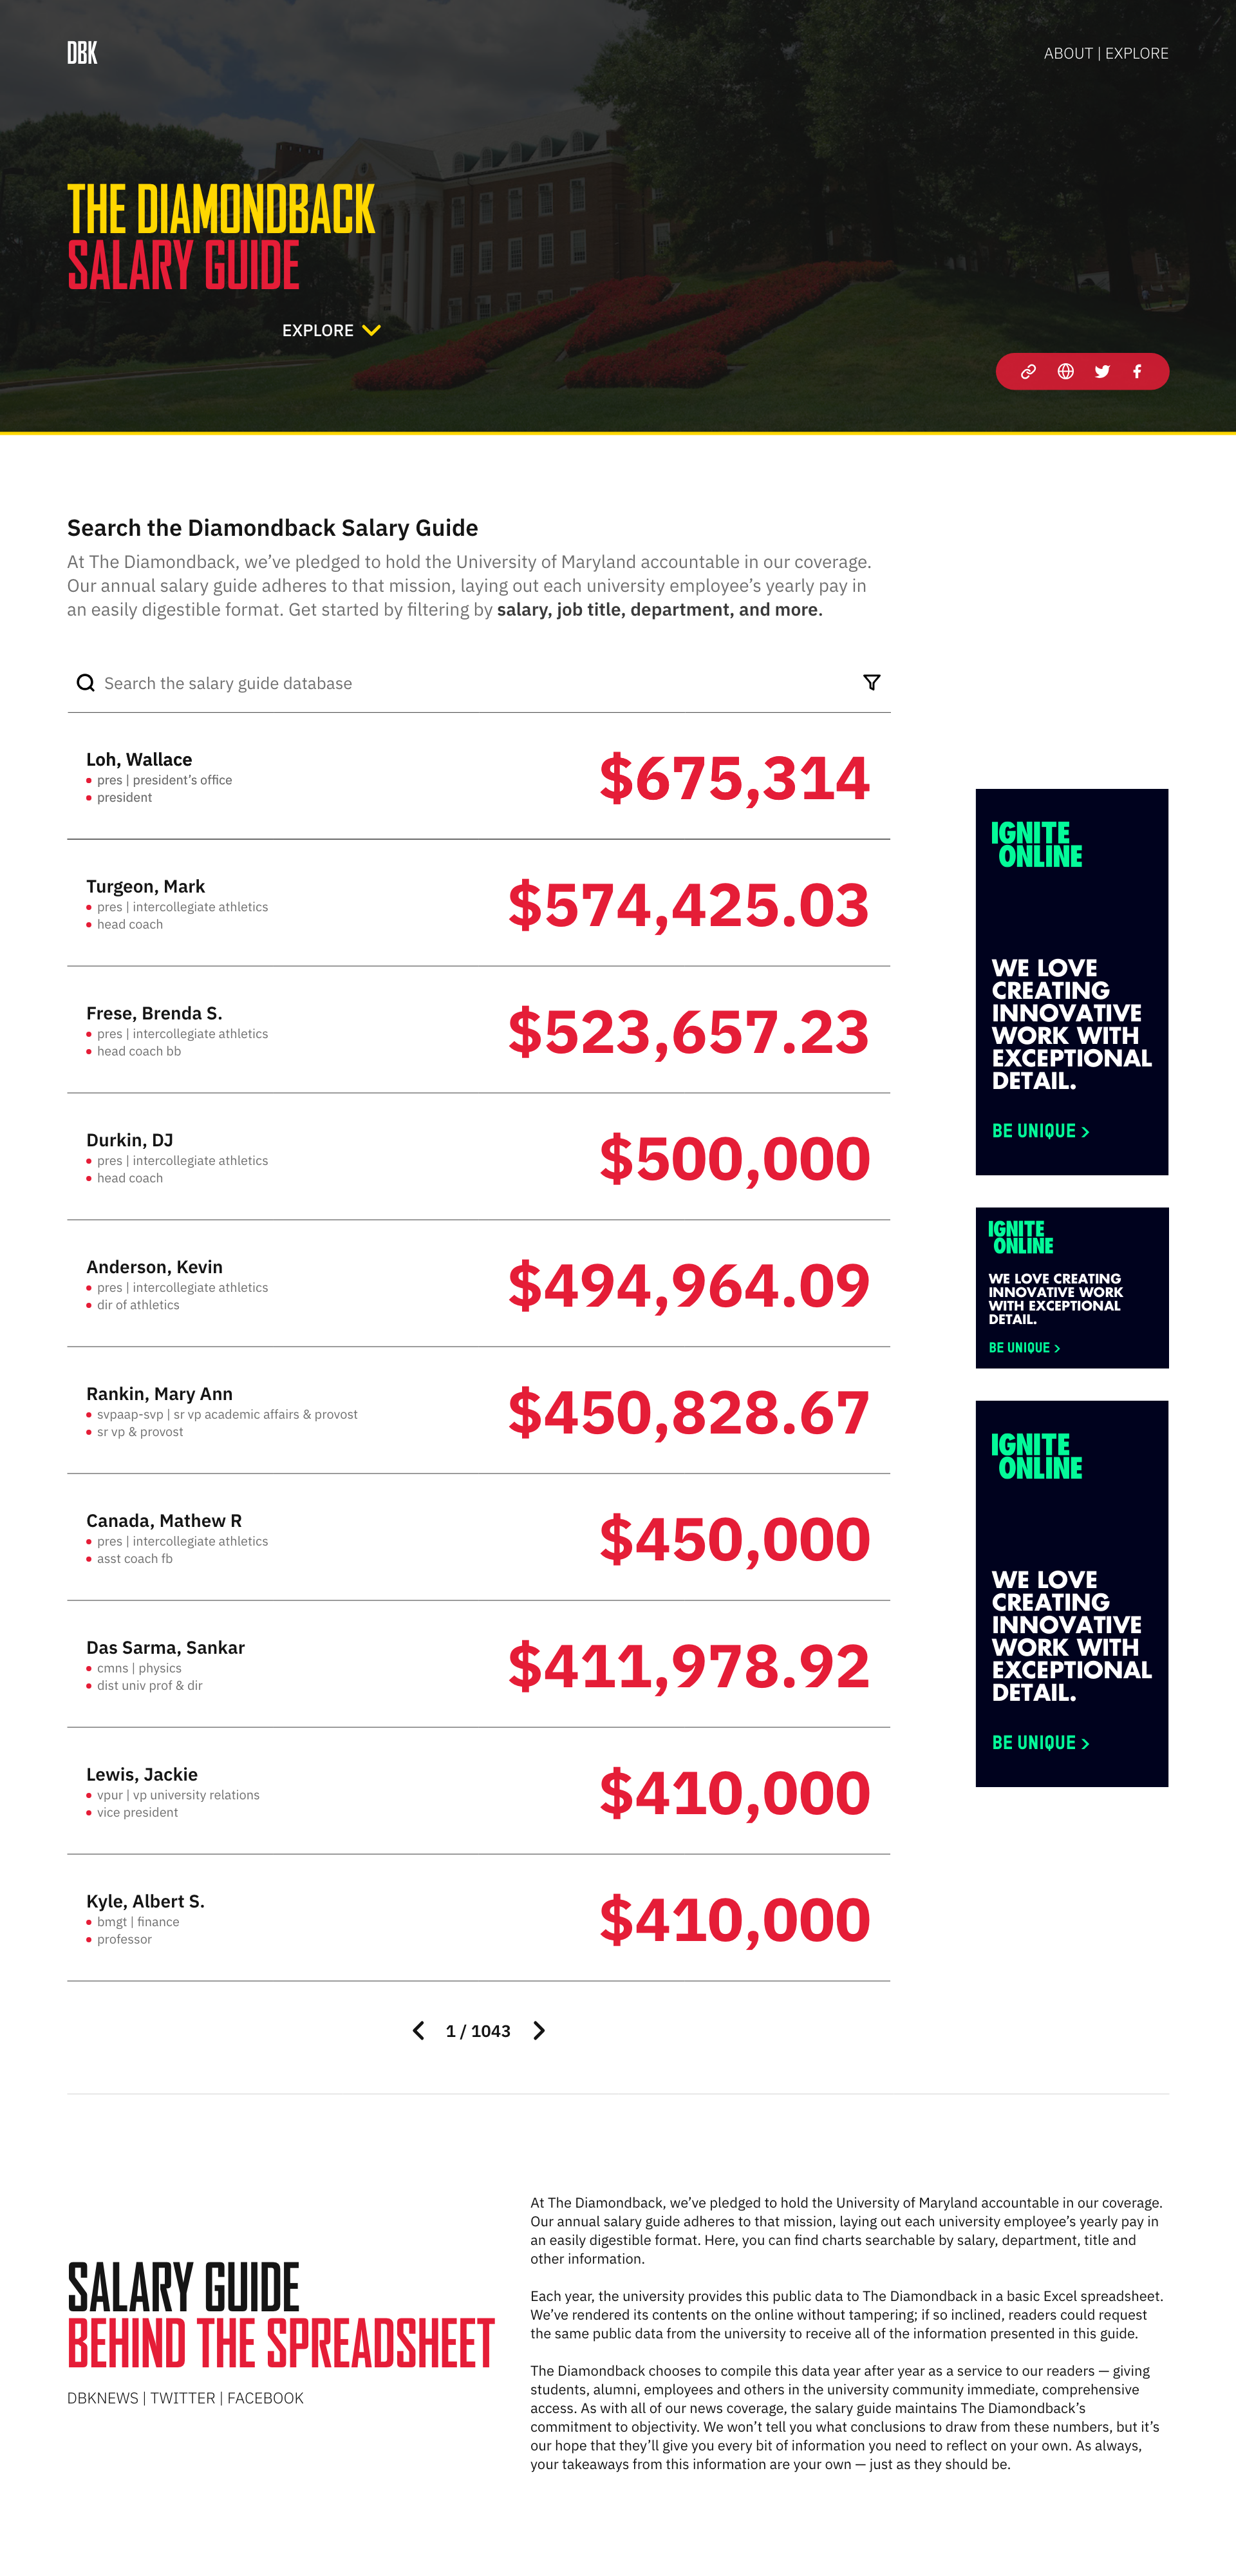 DBK
ABOUT | EXPLORE
THE DIAMONDBACK
SALARY GUIDE
EXPLORE
Search the Diamondback Salary Guide
At The Diamondback, we’ve pledged to hold the University of Maryland accountable in our coverage.
Our annual salary guide adheres to that mission, laying out each university employee’s yearly pay in
an easily digestible format. Get started by filtering by salary, job title, department, and more.
Search the salary guide database
Loh, Wallace
pres | president’s office
president
$675,314
Turgeon, Mark
pres | intercollegiate athletics
head coach
$574,425.03
Frese, Brenda S.
pres | intercollegiate athletics
head coach bb
$523,657.23
Durkin, DJ
pres | intercollegiate athletics
head coach
$500,000
Anderson, Kevin
pres | intercollegiate athletics
dir of athletics
$494,964.09
Rankin, Mary Ann
svpaap-svp | sr vp academic affairs & provost
sr vp & provost
$450,828.67
Canada, Mathew R
pres | intercollegiate athletics
asst coach fb
$450,000
Das Sarma, Sankar
cmns | physics
dist univ prof & dir
$411,978.92
Lewis, Jackie
vpur | vp university relations
vice president
$410,000
Kyle, Albert S.
bmgt | finance
professor
$410,000
1 / 1043
IGNITE
ONLINE
WE LOVE
CREATING
INNOVATIVE
WORK WITH
EXCEPTIONAL
DETAIL.
BE UNIQUE >
IGNITE
ONLINE
WE LOVE CREATING
INNOVATIVE WORK
WITH EXCEPTIONAL
DETAIL.
BE UNIQUE >
IGNITE
ONLINE
WE LOVE
CREATING
INNOVATIVE
WORK WITH
EXCEPTIONAL
DETAIL.
BE UNIQUE >
SALARY GUIDE
BEHIND THE SPREADSHEET
DBKNEWS | TWITTER | FACEBOOK
At The Diamondback, we’ve pledged to hold the University of Maryland accountable in our coverage.
Our annual salary guide adheres to that mission, laying out each university employee’s yearly pay in
an easily digestible format. Here, you can find charts searchable by salary, department, title and
other information.
Each year, the university provides this public data to The Diamondback in a basic Excel spreadsheet.
We’ve rendered its contents on the online without tampering; if so inclined, readers could request
the same public data from the university to receive all of the information presented in this guide.
The Diamondback chooses to compile this data year after year as a service to our readers — giving
students, alumni, employees and others in the university community immediate, comprehensive
access. As with all of our news coverage, the salary guide maintains The Diamondback’s
commitment to objectivity. We won’t tell you what conclusions to draw from these numbers, but it’s
our hope that they’ll give you every bit of information you need to reflect on your own. As always,
your takeaways from this information are your own — just as they should be.